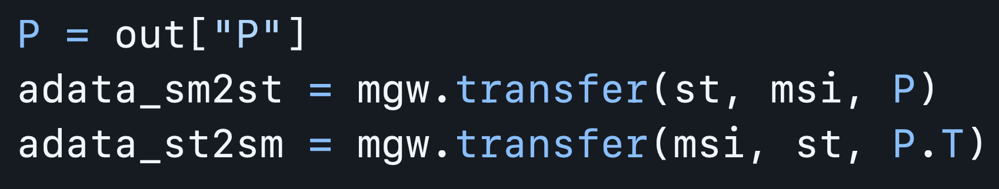 P = out["P"]
adata_sm2st = mgw.transfer(st, msi, P)
adata_st2sm = mgw.transfer(msi, st, P.T)